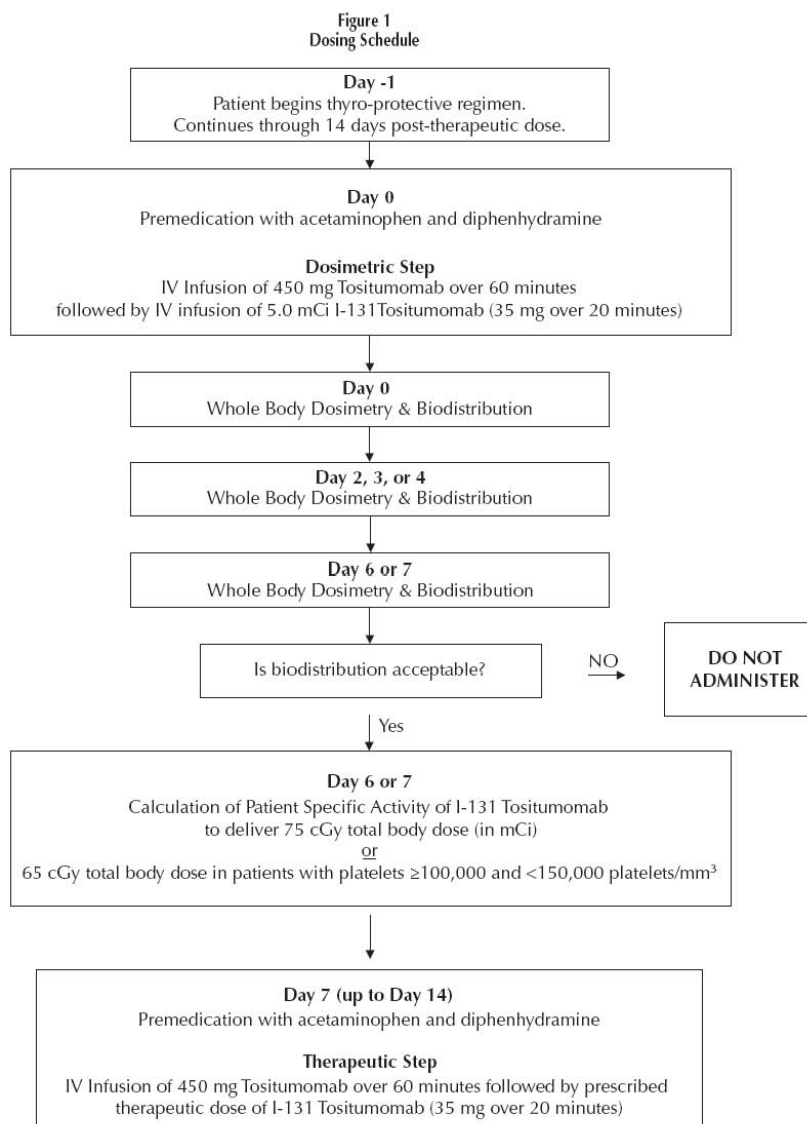 Figure 1
Dosing Schedule
Day -1
Patient begins thyro-protective regimen.
Continues through 14 days post-therapeutic dose.
Day 0
Premedication with acetaminophen and diphenhydramine
Dosimetric Step
IV Infusion of 450 mg Tositumomab over 60 minutes
followed by IV infusion of 5.0 mCi I-131Tositumomab (35 mg over 20 minutes)
Day 0
Whole Body Dosimetry & Biodistribution
Day 2, 3, or 4
Whole Body Dosimetry & Biodistribution
Day 6 or 7
Whole Body Dosimetry & Biodistribution
Is biodistribution acceptable?
NO
DO NOT
ADMINISTER
Yes
Day 6 or 7
Calculation of Patient Specific Activity of I-131 Tositumomab
to deliver 75 cGy total body dose (in mCi)
or
65 cGy total body dose in patients with platelets ≥100,000 and <150,000 platelets/mm³
Day 7 (up to Day 14)
Premedication with acetaminophen and diphenhydramine
Therapeutic Step
IV Infusion of 450 mg Tositumomab over 60 minutes followed by prescribed
therapeutic dose of I-131 Tositumomab (35 mg over 20 minutes)